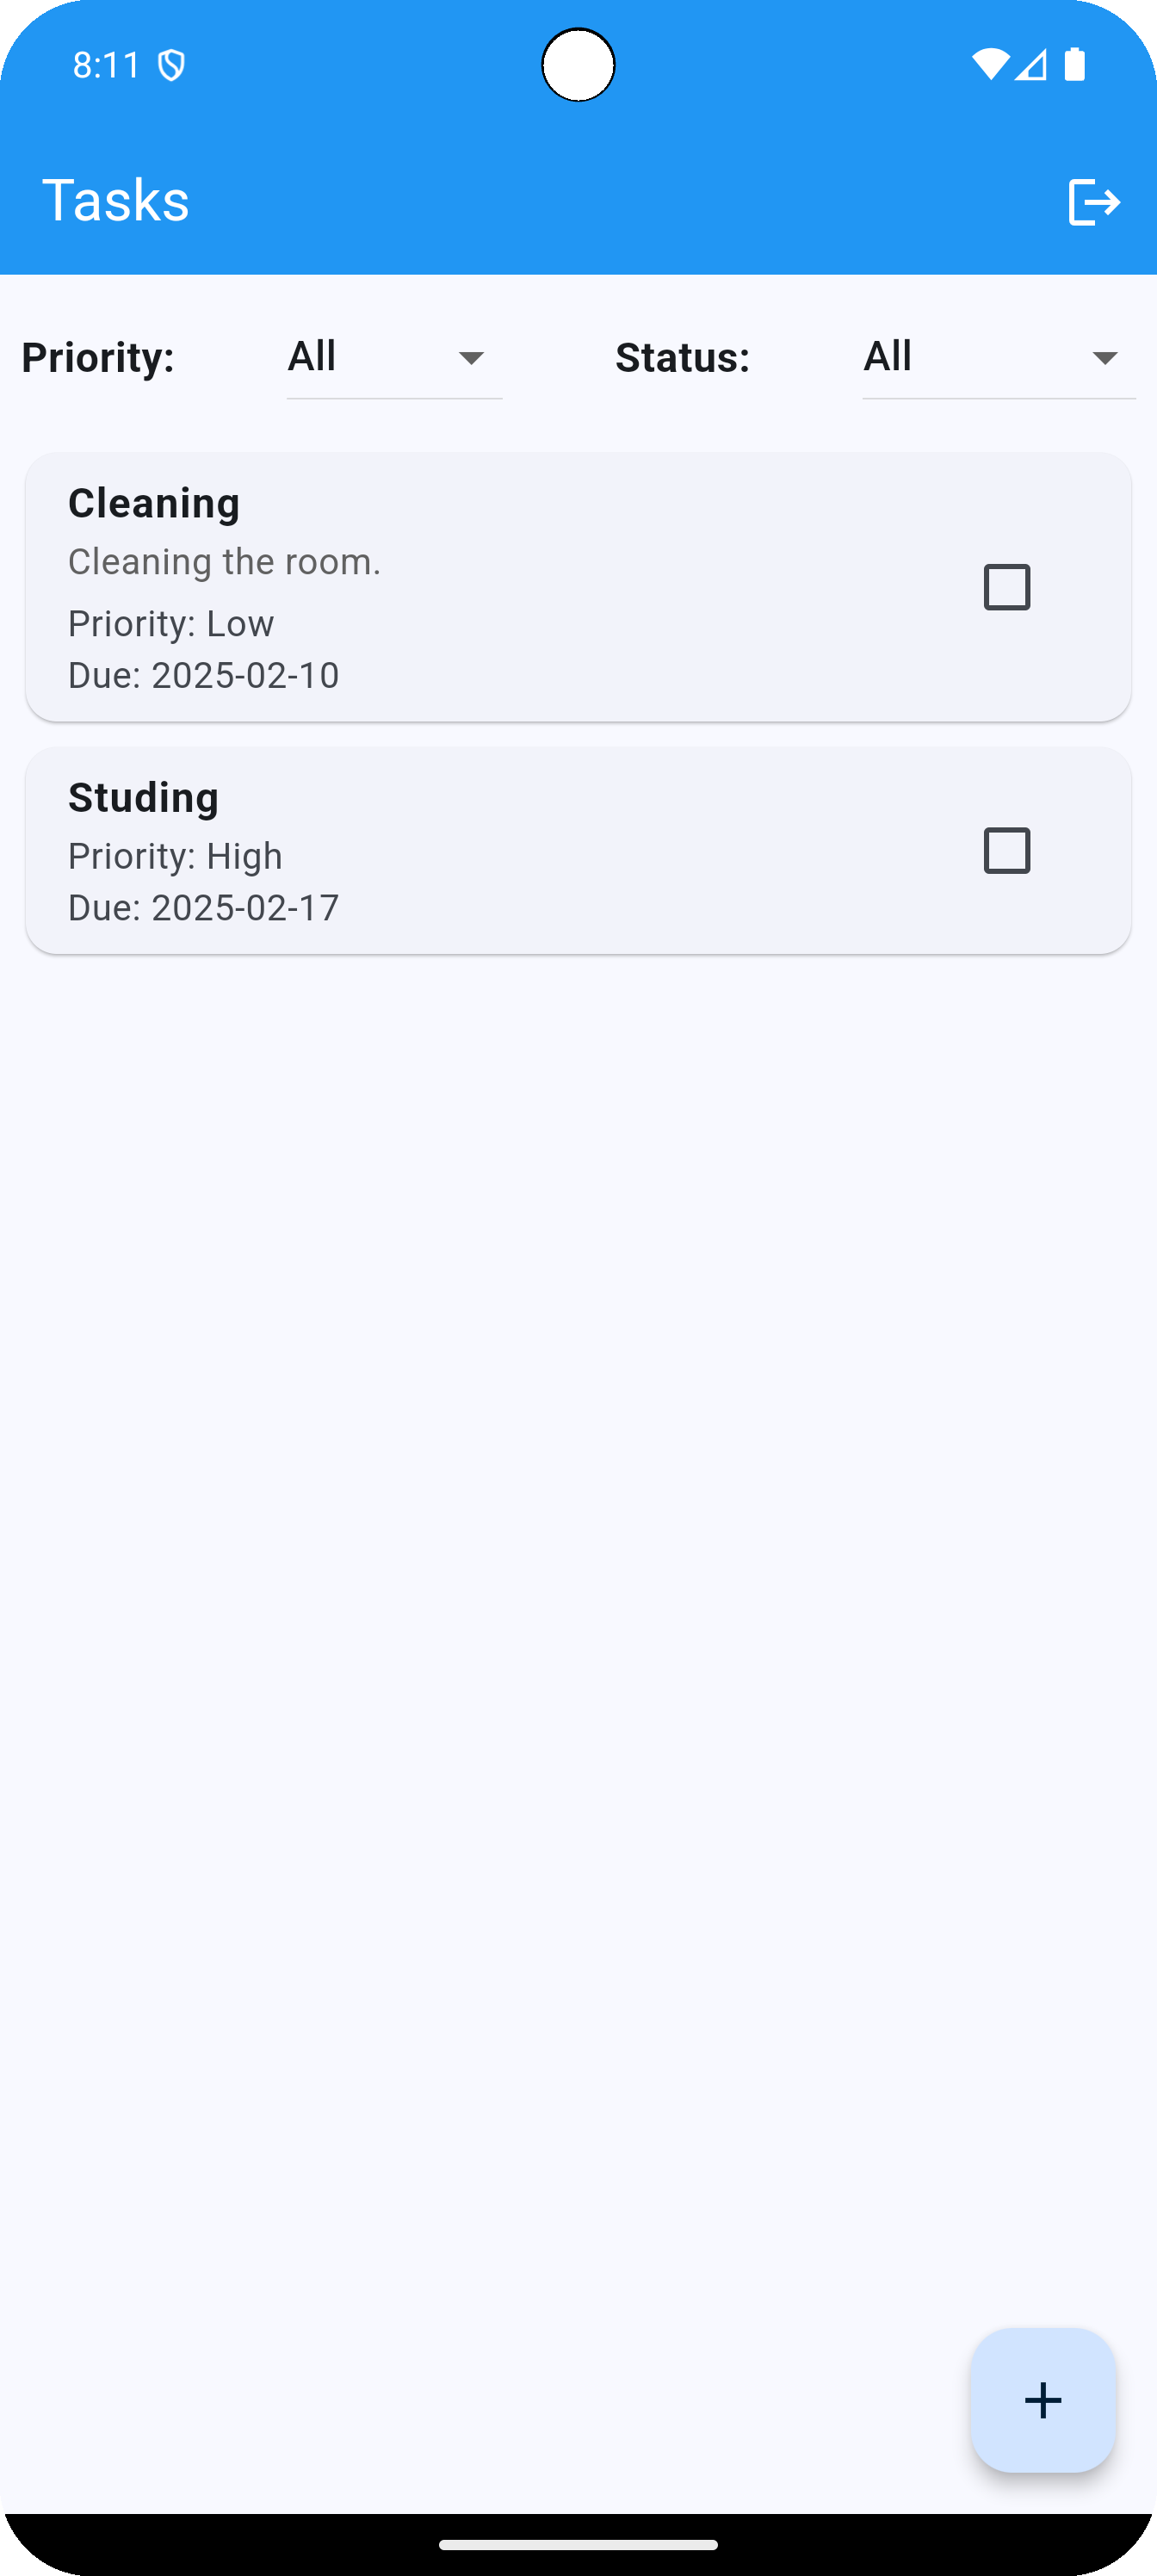 8:11
Tasks
Priority: All Status: All
Cleaning
Cleaning the room.
Priority: Low
Due: 2025-02-10
Studing
Priority: High
Due: 2025-02-17